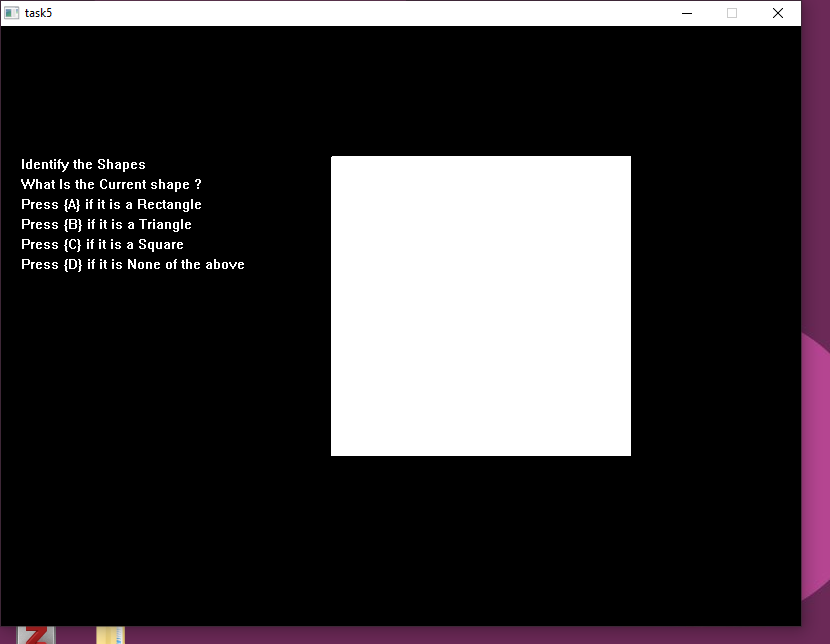 task5
Identify the Shapes
What Is the Current shape ?
Press {A} if it is a Rectangle
Press {B} if it is a Triangle
Press {C} if it is a Square
Press {D} if it is None of the above